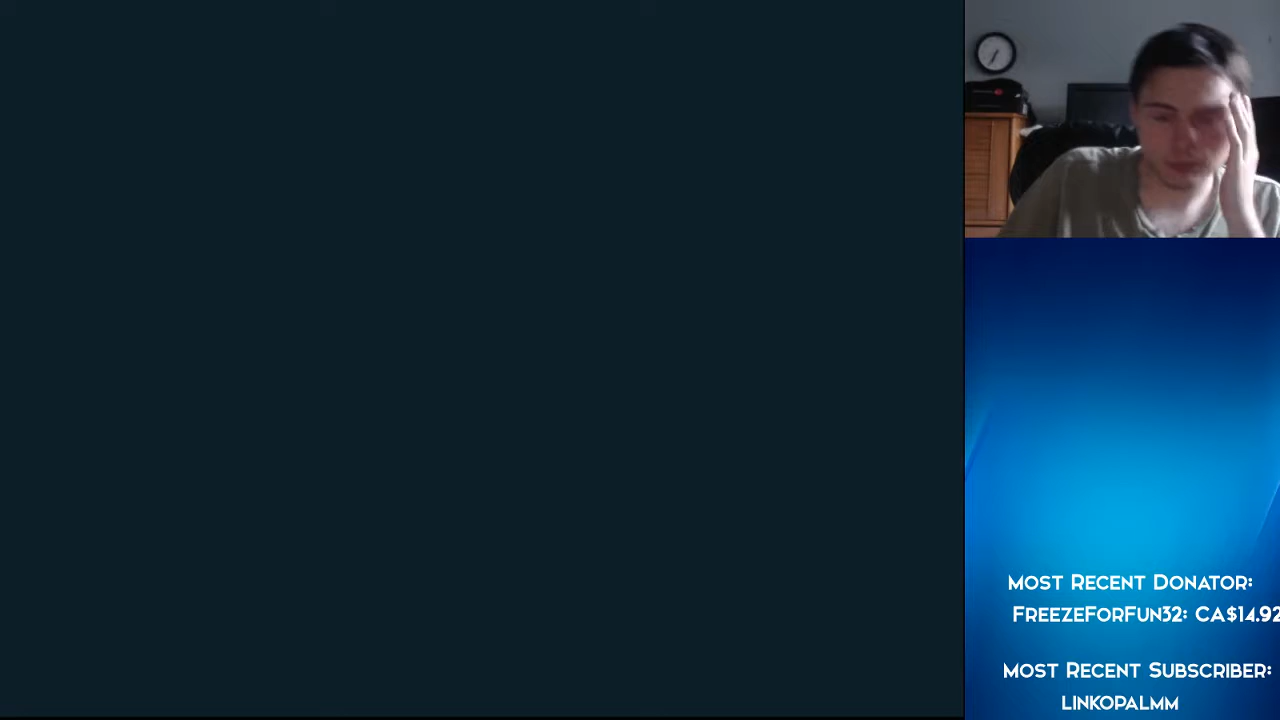 Most Recent Donator:
FreezeForFun32: CA$14.92
Most Recent Subscriber:
linkopalmm